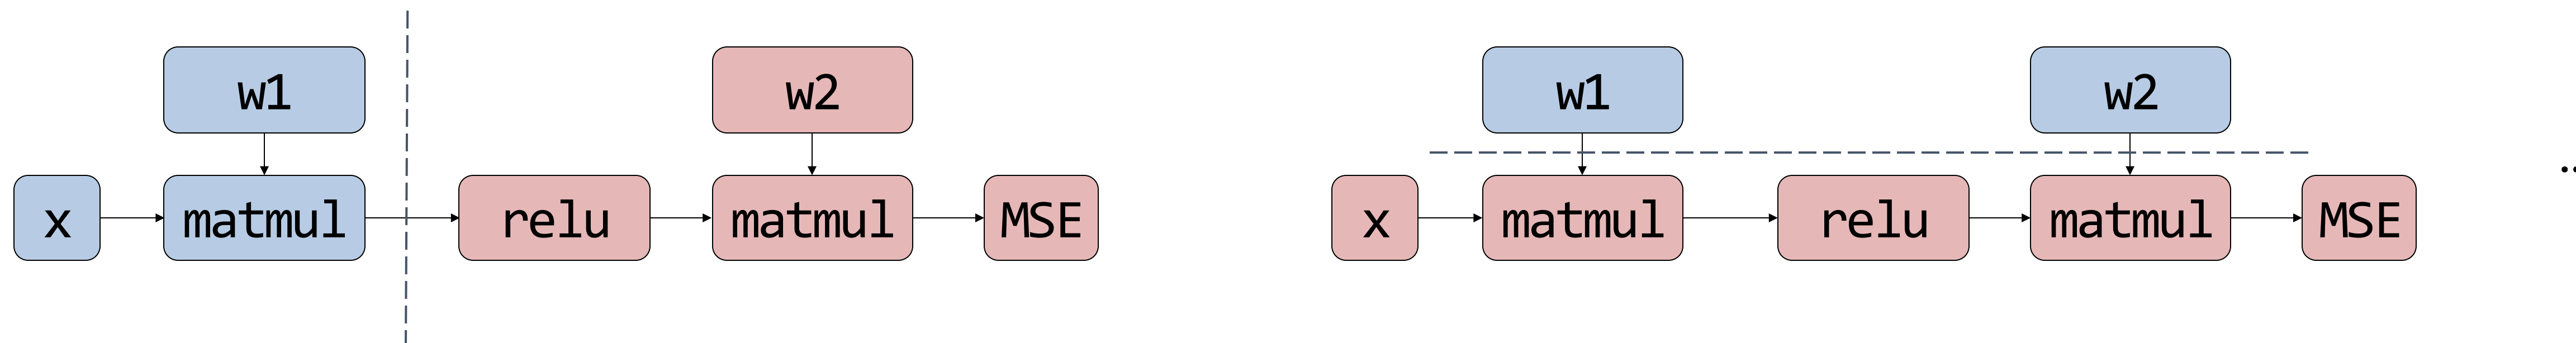 w1
w2
x
matmul
relu
matmul
MSE
w1
w2
x
matmul
relu
matmul
MSE
..